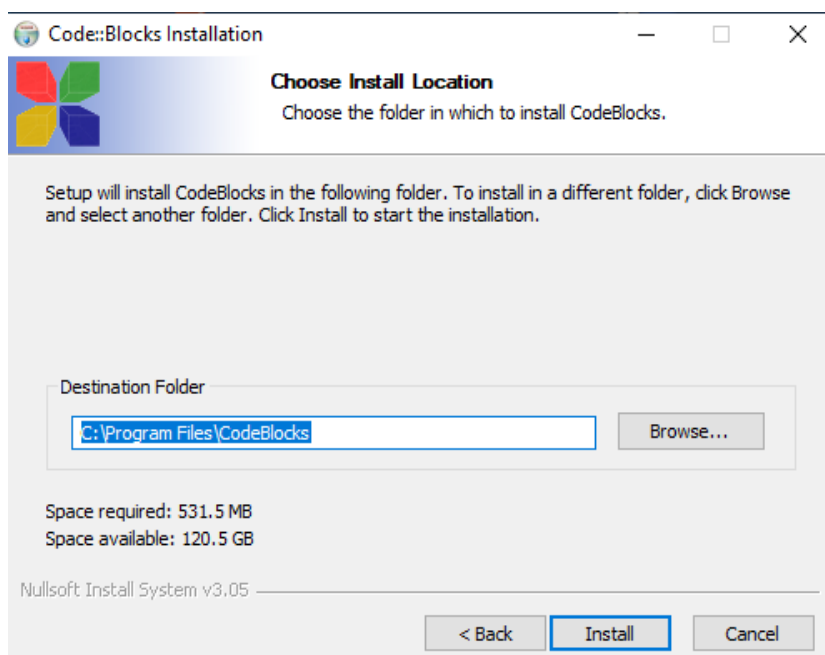 Code::Blocks Installation
Choose Install Location
Choose the folder in which to install CodeBlocks.
Setup will install CodeBlocks in the following folder. To install in a different folder, click Browse
and select another folder. Click Install to start the installation.
Destination Folder
C:\Program Files\CodeBlocks
Browse...
Space required: 531.5 MB
Space available: 120.5 GB
Nullsoft Install System v3.05
< Back Install Cancel